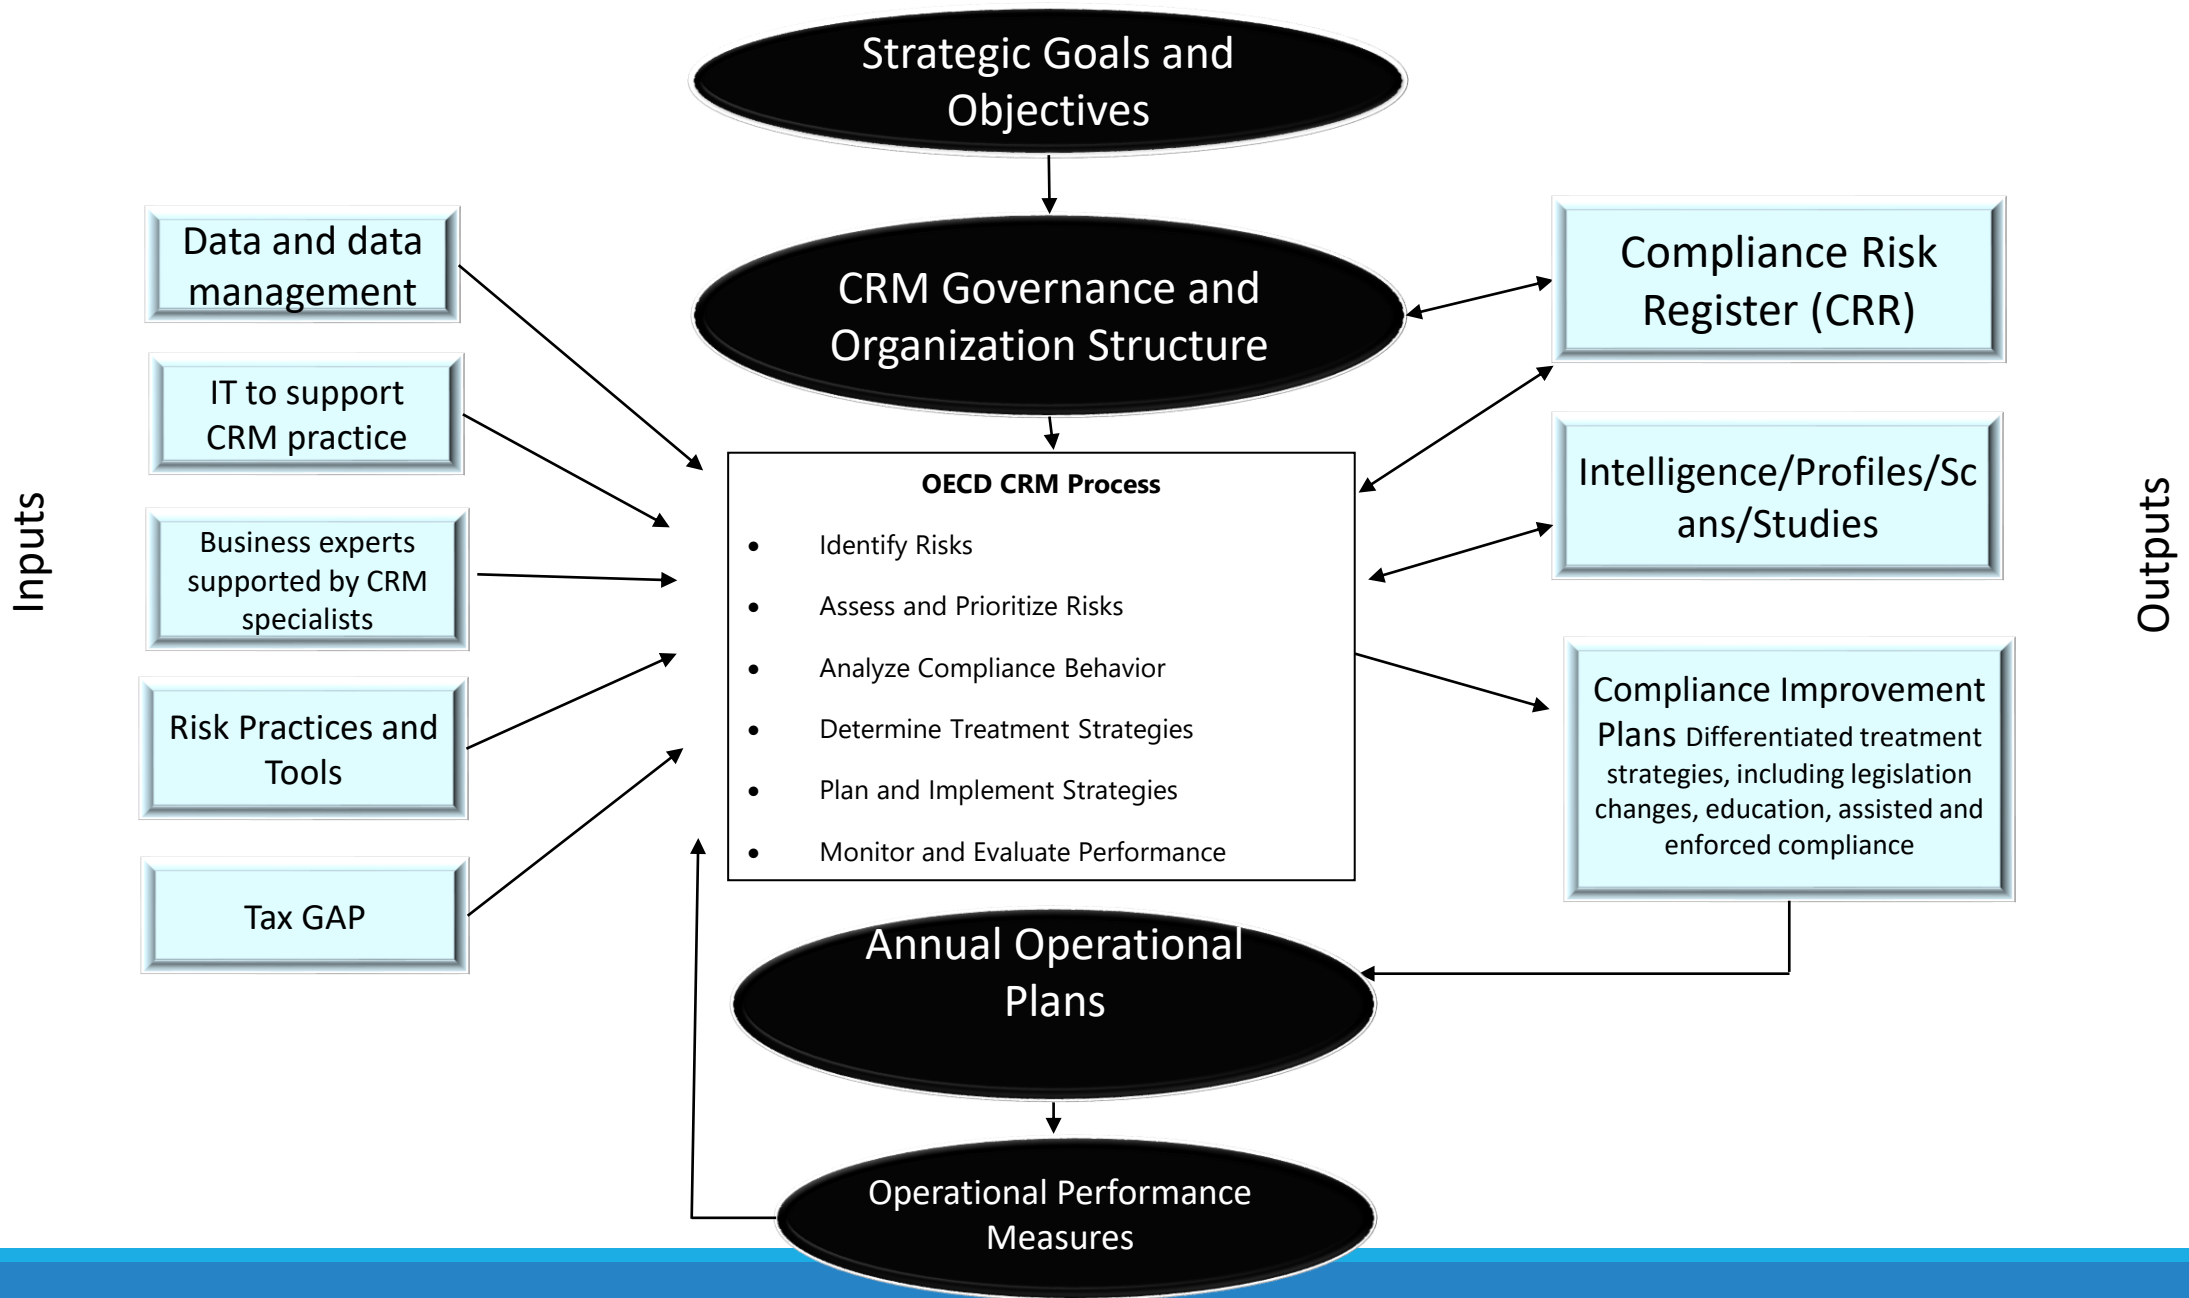 Strategic Goals and
Objectives
Inputs
Data and data
management
IT to support
CRM practice
Business experts
supported by CRM
specialists
Risk Practices and
Tools
Tax GAP
CRM Governance and
Organization Structure
OECD CRM Process
• Identify Risks
• Assess and Prioritize Risks
• Analyze Compliance Behavior
• Determine Treatment Strategies
• Plan and Implement Strategies
• Monitor and Evaluate Performance
Annual Operational
Plans
Operational Performance
Measures
Compliance Risk
Register (CRR)
Intelligence/Profiles/Sc
ans/Studies
Compliance Improvement
Plans Differentiated treatment
strategies, including legislation
changes, education, assisted and
enforced compliance
Outputs